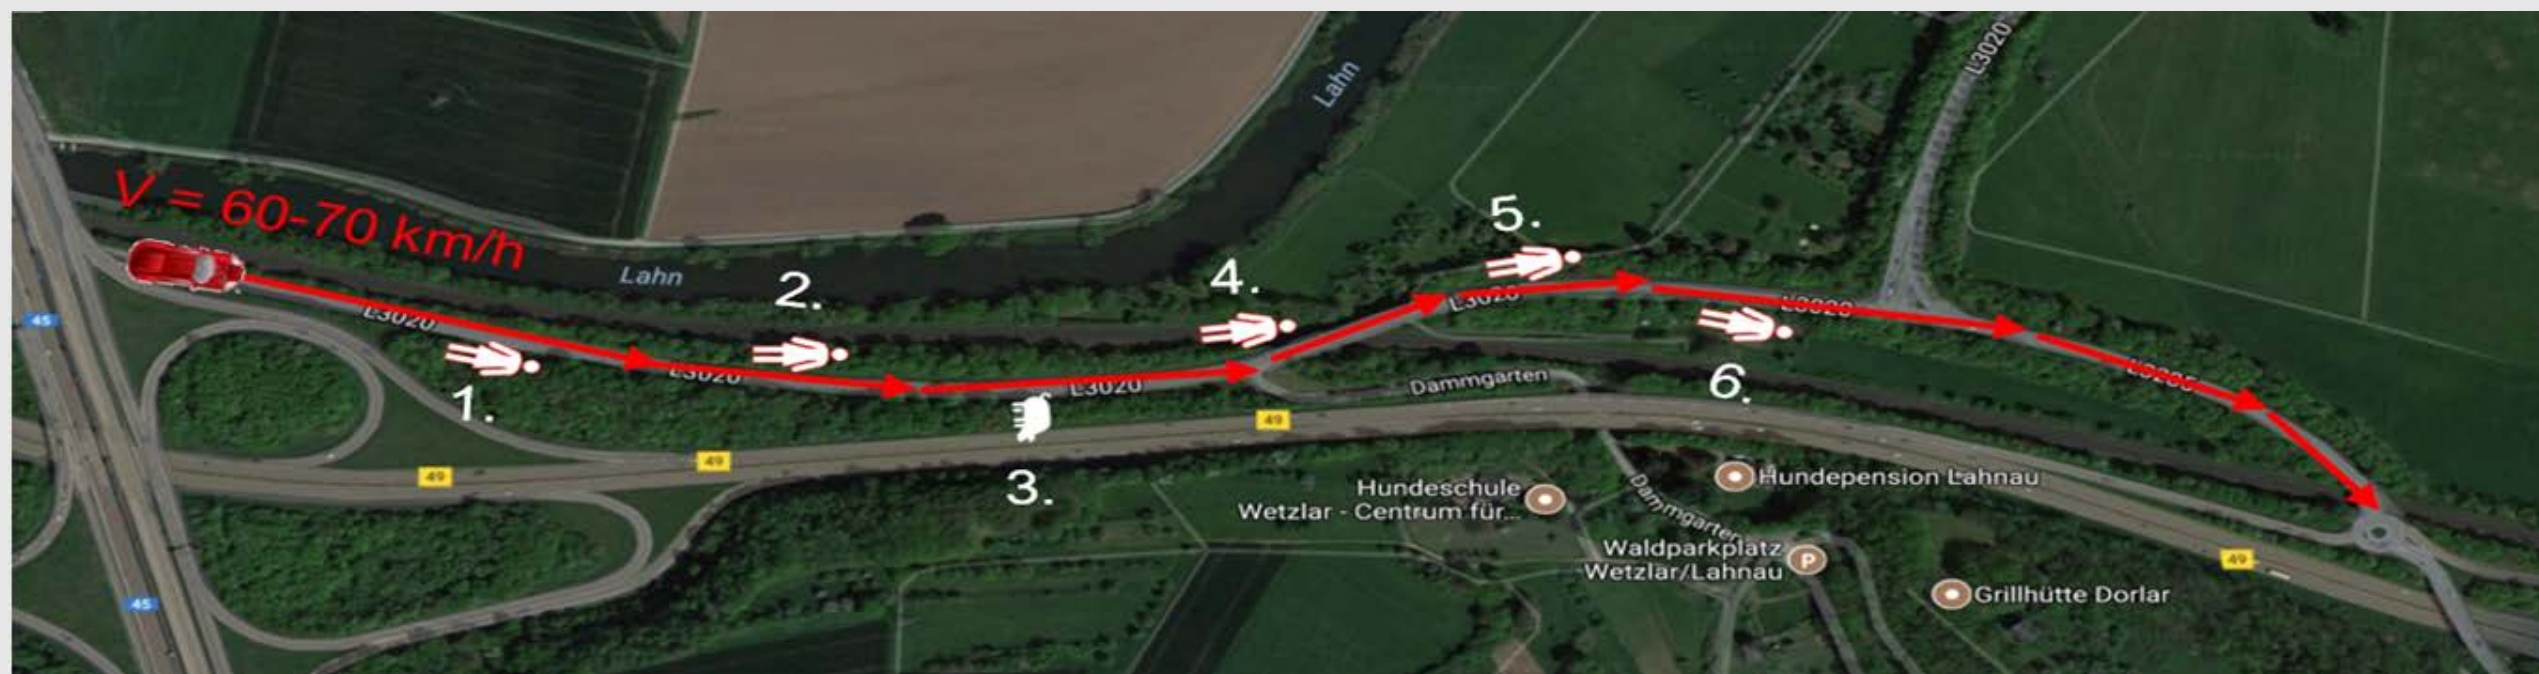 Lahn
L3020
V = 60-70 km/h
5.
Lahn
2.
4.
45
L3020
L3020
L3020
L3020
L3020
L3285
Dammgarten
1.
6.
3.
49
49
49
Hundeschule
Wetzlar - Centrum für...
Hundepension Lahnau
Dammgarten
Waldparkplatz
Wetzlar/Lahnau
P
49
Grillhütte Dorlar
45